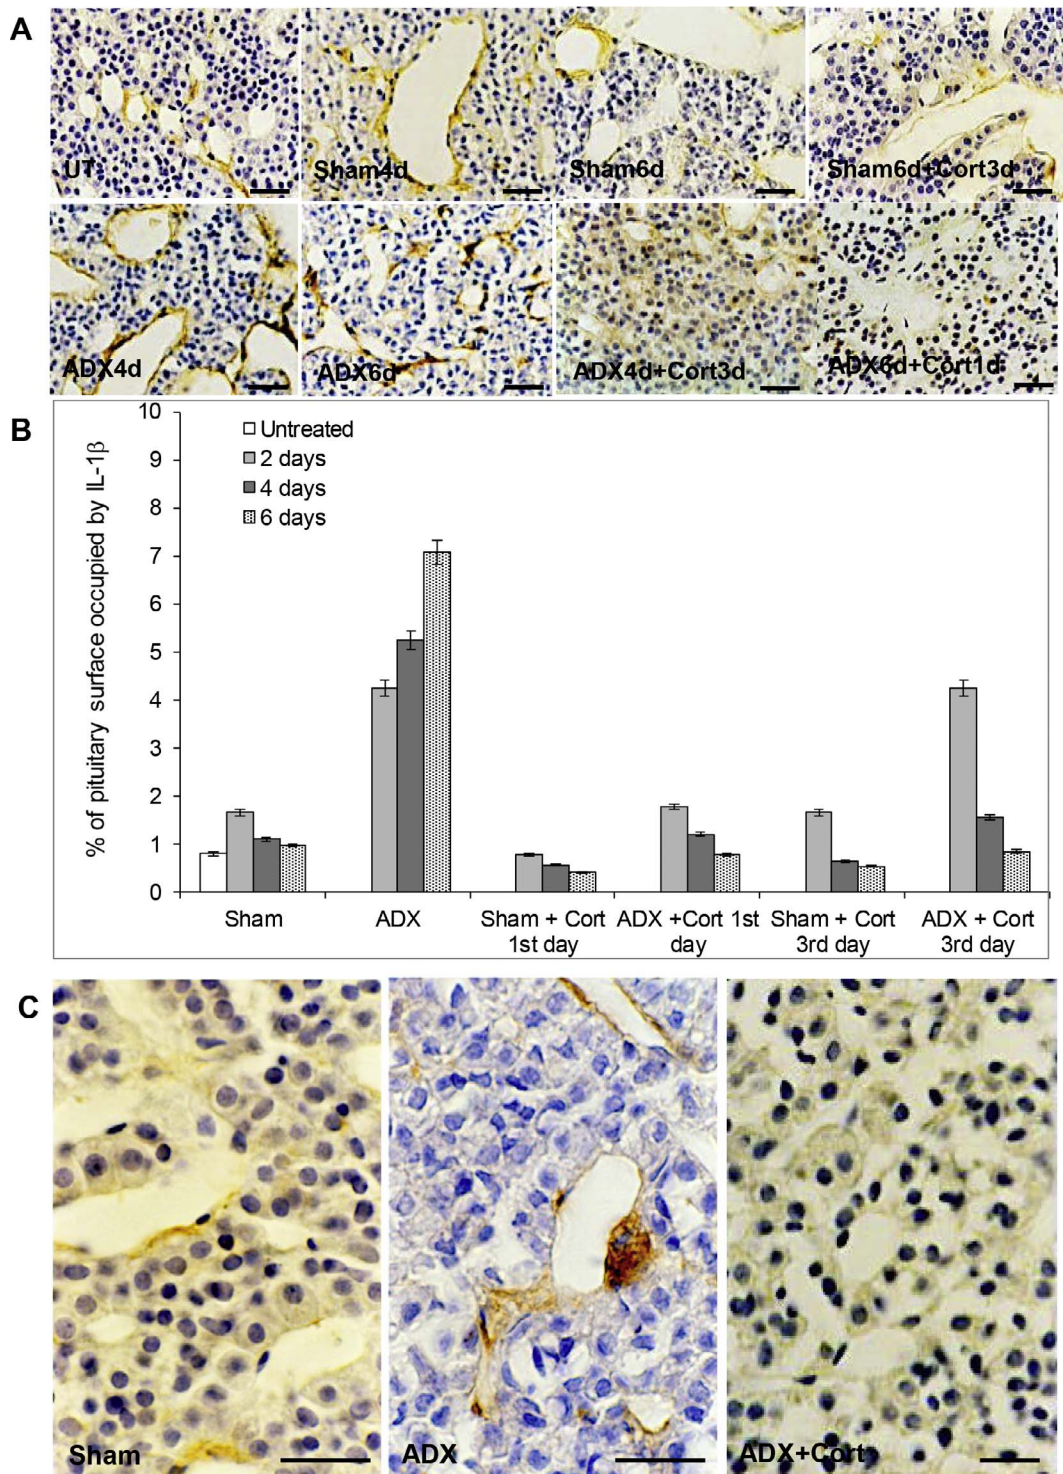 A
UT
Sham4d
Sham6d
Sham6d+Cort3d
ADX4d
ADX6d
ADX4d+Cort3d
ADX6d+Cort1d
B
% of pituitary surface occupied by IL-1β
10
9
8
7
6
5
4
3
2
1
0
Untreated
2 days
4 days
6 days
Sham
ADX
Sham + Cort
1st day
ADX +Cort 1st
day
Sham + Cort
3rd day
ADX + Cort
3rd day
C
Sham
ADX
ADX+Cort